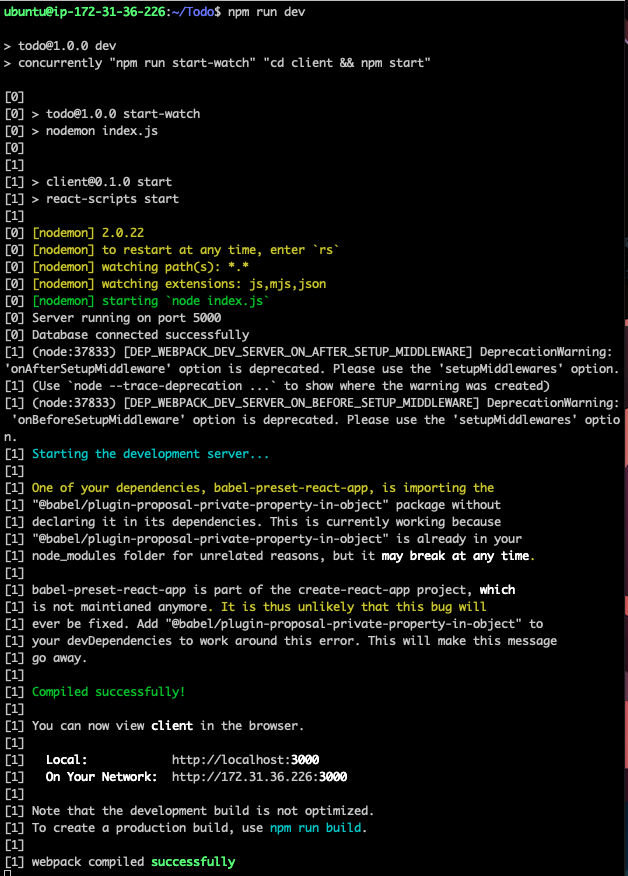 ubuntu@ip-172-31-36-226:~/Todo$ npm run dev
> todo@1.0.0 dev
> concurrently "npm run start-watch" "cd client && npm start"
[0]
[0] > todo@1.0.0 start-watch
[0] > nodemon index.js
[0]
[1]
[1] > client@0.1.0 start
[1] > react-scripts start
[1]
[0] [nodemon] 2.0.22
[0] [nodemon] to restart at any time, enter `rs`
[0] [nodemon] watching path(s): *.*
[0] [nodemon] watching extensions: js,mjs,json
[0] [nodemon] starting `node index.js`
[0] Server running on port 5000
[0] Database connected successfully
[1] (node:37833) [DEP_WEBPACK_DEV_SERVER_ON_AFTER_SETUP_MIDDLEWARE] DeprecationWarning:
'onAfterSetupMiddleware' option is deprecated. Please use the 'setupMiddlewares' option.
[1] (Use `node --trace-deprecation ...` to show where the warning was created)
[1] (node:37833) [DEP_WEBPACK_DEV_SERVER_ON_BEFORE_SETUP_MIDDLEWARE] DeprecationWarning:
'onBeforeSetupMiddleware' option is deprecated. Please use the 'setupMiddlewares' optio
n.
[1] Starting the development server...
[1]
[1] One of your dependencies, babel-preset-react-app, is importing the
[1] "@babel/plugin-proposal-private-property-in-object" package without
[1] declaring it in its dependencies. This is currently working because
[1] "@babel/plugin-proposal-private-property-in-object" is already in your
[1] node_modules folder for unrelated reasons, but it may break at any time.
[1]
[1] babel-preset-react-app is part of the create-react-app project, which
[1] is not maintianed anymore. It is thus unlikely that this bug will
[1] ever be fixed. Add "@babel/plugin-proposal-private-property-in-object" to
[1] your devDependencies to work around this error. This will make this message
[1] go away.
[1]
[1] Compiled successfully!
[1]
[1] You can now view client in the browser.
[1]
[1] Local: http://localhost:3000
[1] On Your Network: http://172.31.36.226:3000
[1]
[1] Note that the development build is not optimized.
[1] To create a production build, use npm run build.
[1]
[1] webpack compiled successfully